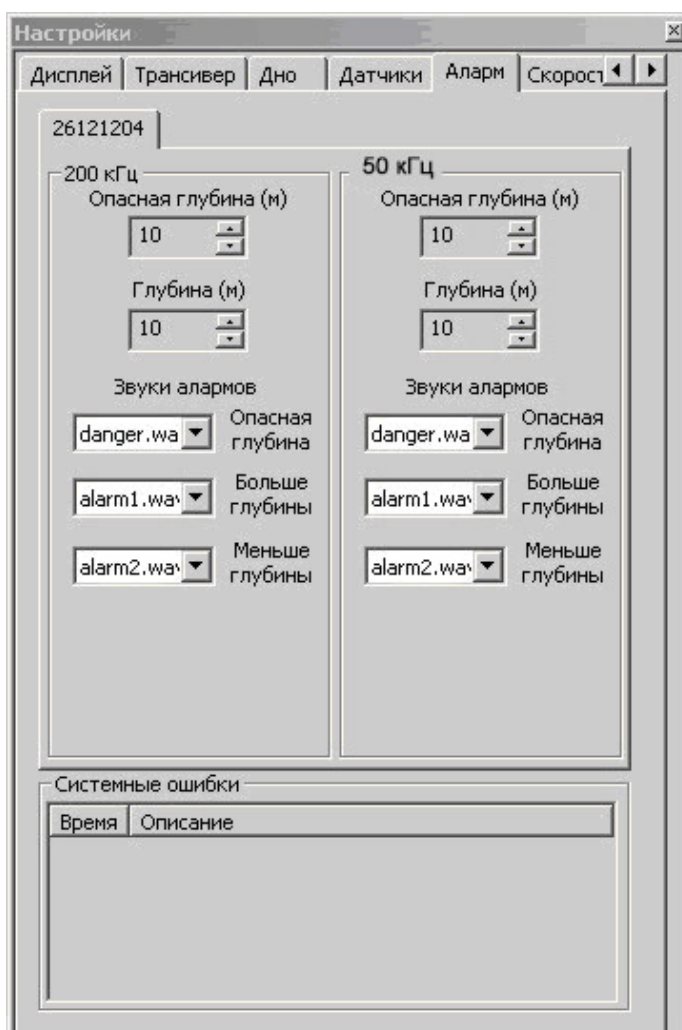 Настройки
Дисплей Трансивер Дно Датчики Аларм Скорост
26121204
200 кГц
Опасная глубина (м)
10
Глубина (м)
10
Звуки алармов
danger.wa Опасная
глубина
alarm1.wav Больше
глубины
alarm2.wav Меньше
глубины
50 кГц
Опасная глубина (м)
10
Глубина (м)
10
Звуки алармов
danger.wa Опасная
глубина
alarm1.wav Больше
глубины
alarm2.wav Меньше
глубины
Системные ошибки
Время Описание